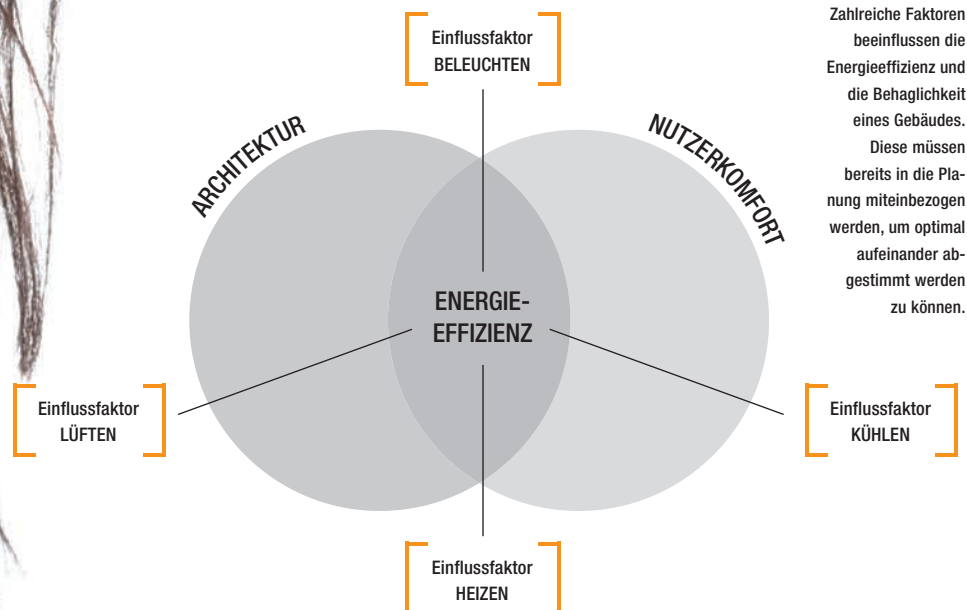 Einflussfaktor
BELEUCHTEN
Zahlreiche Faktoren
beeinflussen die
Energieeffizienz und
die Behaglichkeit
eines Gebäudes.
Diese müssen
bereits in die Pla-
nung miteinbezogen
werden, um optimal
aufeinander ab-
gestimmt werden
zu können.
ARCHITEKTUR
NUTZERKOMFORT
ENERGIE-
EFFIZIENZ
Einflussfaktor
LÜFTEN
Einflussfaktor
KÜHLEN
Einflussfaktor
HEIZEN